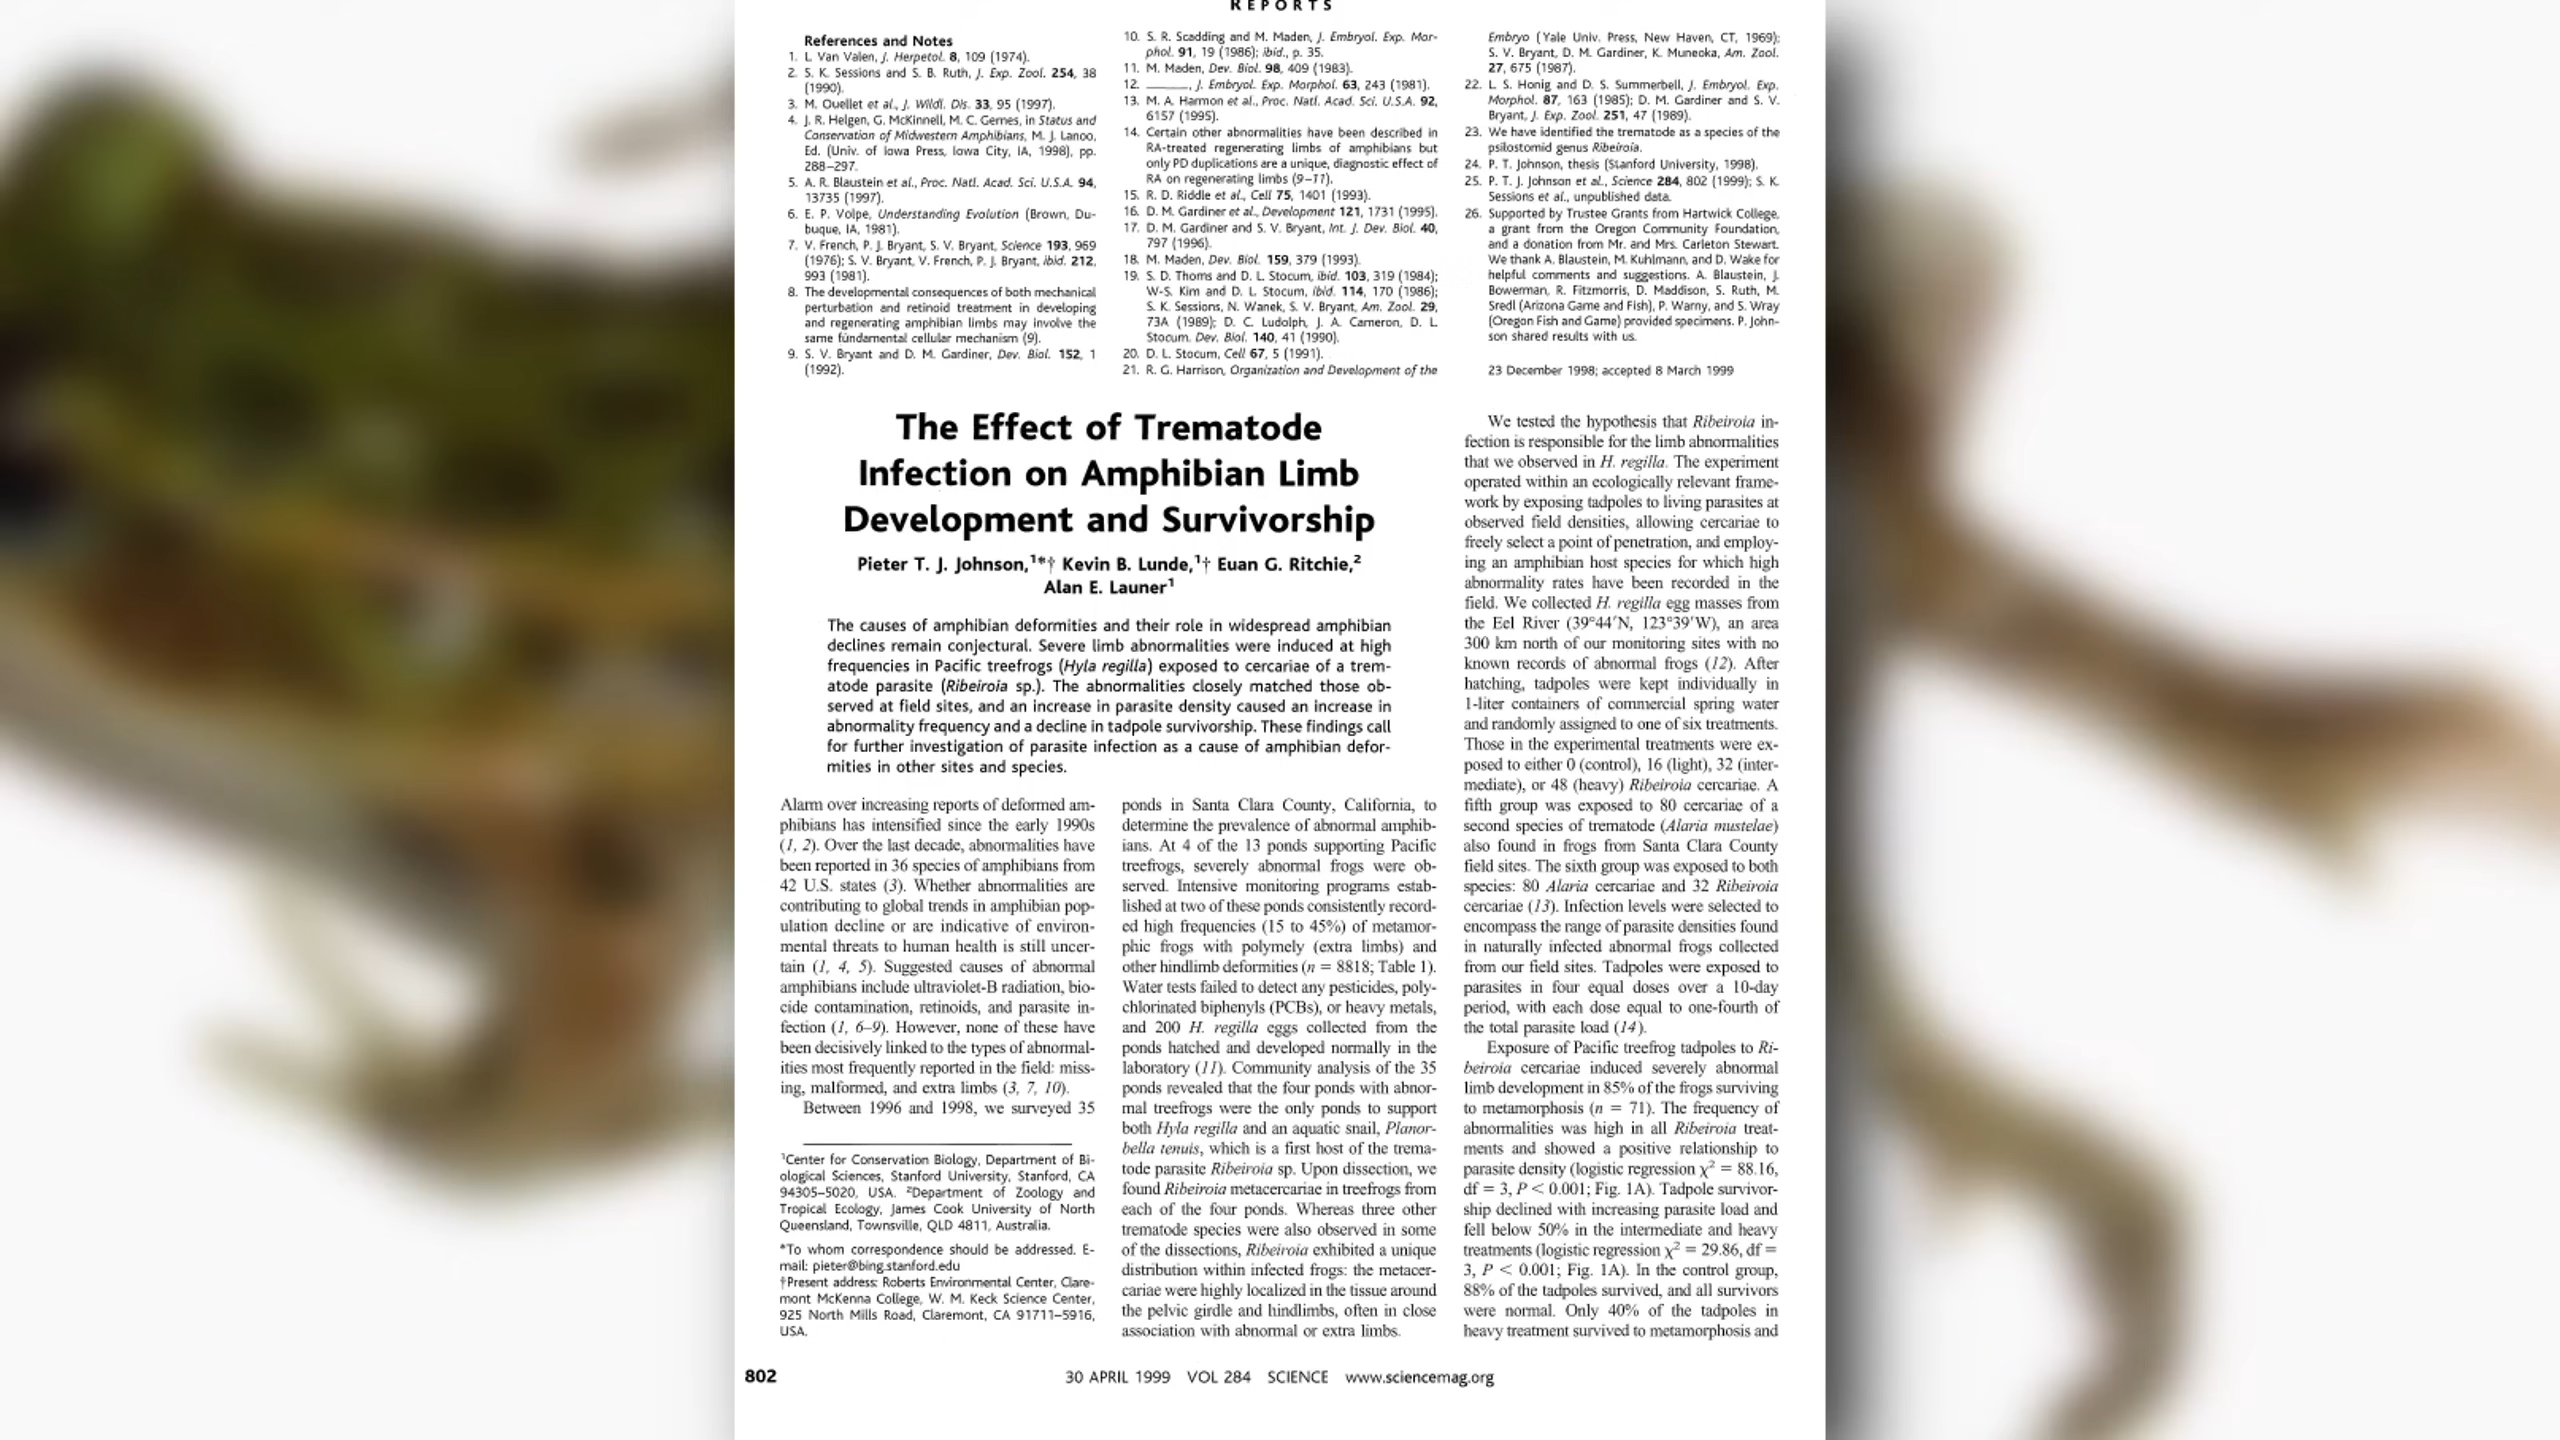 REPORTS
References and Notes
1. L. Van Valen, J. Herpetol. 8, 109 (1974).
2. S. K. Sessions and S. B. Ruth, J. Exp. Zool. 254, 38
(1990).
3. M. Ouellet et al., J. Wildl. Dis. 33, 95 (1997).
4. J. R. Helgen, G. McKinnell, M. C. Gernes, in Status and
Conservation of Midwestern Amphibians, M. J. Lanoo,
Ed. (Univ. of Iowa Press, Iowa City, IA, 1998), pp.
288–297.
5. A. R. Blaustein et al., Proc. Natl. Acad. Sci. U.S.A. 94,
13735 (1997).
6. E. P. Volpe, Understanding Evolution (Brown, Du-
buque, IA, 1981).
7. V. French, P. J. Bryant, S. V. Bryant, Science 193, 969
(1976); S. V. Bryant, V. French, P. J. Bryant, ibid. 212,
993 (1981).
8. The developmental consequences of both mechanical
perturbation and retinoid treatment in developing
and regenerating amphibian limbs may involve the
same fundamental cellular mechanism (9).
9. S. V. Bryant and D. M. Gardiner, Dev. Biol. 152, 1
(1992).
10. S. R. Scadding and M. Maden, J. Embryol. Exp. Mor-
phol. 91, 19 (1986); ibid., p. 35.
11. M. Maden, Dev. Biol. 98, 409 (1983).
12. ______, J. Embryol. Exp. Morphol. 63, 243 (1981).
13. M. A. Harmon et al., Proc. Natl. Acad. Sci. U.S.A. 92,
6157 (1995).
14. Certain other abnormalities have been described in
RA-treated regenerating limbs of amphibians but
only PD duplications are a unique, diagnostic effect of
RA on regenerating limbs (9–11).
15. R. D. Riddle et al., Cell 75, 1401 (1993).
16. D. M. Gardiner et al., Development 121, 1731 (1995).
17. D. M. Gardiner and S. V. Bryant, Int. J. Dev. Biol. 40,
797 (1996).
18. M. Maden, Dev. Biol. 159, 379 (1993).
19. S. D. Thoms and D. L. Stocum, ibid. 103, 319 (1984);
W-S. Kim and D. L. Stocum, ibid. 114, 170 (1986);
S. K. Sessions, N. Wanek, S. V. Bryant, Am. Zool. 29,
73A (1989); D. C. Ludolph, J. A. Cameron, D. L.
Stocum. Dev. Biol. 140, 41 (1990).
20. D. L. Stocum, Cell 67, 5 (1991).
21. R. G. Harrison, Organization and Development of the
Embryo (Yale Univ. Press, New Haven, CT, 1969);
S. V. Bryant, D. M. Gardiner, K. Muneoka, Am. Zool.
27, 675 (1987).
22. L. S. Honig and D. S. Summerbell, J. Embryol. Exp.
Morphol. 87, 163 (1985); D. M. Gardiner and S. V.
Bryant, J. Exp. Zool. 251, 47 (1989).
23. We have identified the trematode as a species of the
psilostomid genus Ribeiroia.
24. P. T. Johnson, thesis (Stanford University, 1998).
25. P. T. J. Johnson et al., Science 284, 802 (1999); S. K.
Sessions et al., unpublished data.
26. Supported by Trustee Grants from Hartwick College,
a grant from the Oregon Community Foundation,
and a donation from Mr. and Mrs. Carleton Stewart.
We thank A. Blaustein, M. Kuhlmann, and D. Wake for
helpful comments and suggestions. A. Blaustein, J.
Bowerman, R. Fitzmorris, D. Maddison, S. Ruth, M.
Sredl (Arizona Game and Fish), P. Warny, and S. Wray
(Oregon Fish and Game) provided specimens. P. John-
son shared results with us.
23 December 1998; accepted 8 March 1999
The Effect of Trematode
Infection on Amphibian Limb
Development and Survivorship
Pieter T. J. Johnson,1*† Kevin B. Lunde,1† Euan G. Ritchie,2
Alan E. Launer1
The causes of amphibian deformities and their role in widespread amphibian
declines remain conjectural. Severe limb abnormalities were induced at high
frequencies in Pacific treefrogs (Hyla regilla) exposed to cercariae of a trem-
atode parasite (Ribeiroia sp.). The abnormalities closely matched those ob-
served at field sites, and an increase in parasite density caused an increase in
abnormality frequency and a decline in tadpole survivorship. These findings call
for further investigation of parasite infection as a cause of amphibian defor-
mities in other sites and species.
Alarm over increasing reports of deformed am-
phibians has intensified since the early 1990s
(1, 2). Over the last decade, abnormalities have
been reported in 36 species of amphibians from
42 U.S. states (3). Whether abnormalities are
contributing to global trends in amphibian pop-
ulation decline or are indicative of environ-
mental threats to human health is still uncer-
tain (1, 4, 5). Suggested causes of abnormal
amphibians include ultraviolet-B radiation, bio-
cide contamination, retinoids, and parasite in-
fection (1, 6–9). However, none of these have
been decisively linked to the types of abnormal-
ities most frequently reported in the field: miss-
ing, malformed, and extra limbs (3, 7, 10).
Between 1996 and 1998, we surveyed 35
1Center for Conservation Biology, Department of Bi-
ological Sciences, Stanford University, Stanford, CA
94305–5020, USA. 2Department of Zoology and
Tropical Ecology, James Cook University of North
Queensland, Townsville, QLD 4811, Australia.
*To whom correspondence should be addressed. E-
mail: pieter@bing.stanford.edu
†Present address: Roberts Environmental Center, Clare-
mont McKenna College, W. M. Keck Science Center,
925 North Mills Road, Claremont, CA 91711–5916,
USA.
ponds in Santa Clara County, California, to
determine the prevalence of abnormal amphib-
ians. At 4 of the 13 ponds supporting Pacific
treefrogs, severely abnormal frogs were ob-
served. Intensive monitoring programs estab-
lished at two of these ponds consistently record-
ed high frequencies (15 to 45%) of metamor-
phic frogs with polymely (extra limbs) and
other hindlimb deformities (n = 8818; Table 1).
Water tests failed to detect any pesticides, poly-
chlorinated biphenyls (PCBs), or heavy metals,
and 200 H. regilla eggs collected from the
ponds hatched and developed normally in the
laboratory (11). Community analysis of the 35
ponds revealed that the four ponds with abnor-
mal treefrogs were the only ponds to support
both Hyla regilla and an aquatic snail, Planor-
bella tenuis, which is a first host of the trema-
tode parasite Ribeiroia sp. Upon dissection, we
found Ribeiroia metacercariae in treefrogs from
each of the four ponds. Whereas three other
trematode species were also observed in some
of the dissections, Ribeiroia exhibited a unique
distribution within infected frogs: the metacer-
cariae were highly localized in the tissue around
the pelvic girdle and hindlimbs, often in close
association with abnormal or extra limbs.
We tested the hypothesis that Ribeiroia in-
fection is responsible for the limb abnormalities
that we observed in H. regilla. The experiment
operated within an ecologically relevant frame-
work by exposing tadpoles to living parasites at
observed field densities, allowing cercariae to
freely select a point of penetration, and employ-
ing an amphibian host species for which high
abnormality rates have been recorded in the
field. We collected H. regilla egg masses from
the Eel River (39°44′N, 123°39′W), an area
300 km north of our monitoring sites with no
known records of abnormal frogs (12). After
hatching, tadpoles were kept individually in
1-liter containers of commercial spring water
and randomly assigned to one of six treatments.
Those in the experimental treatments were ex-
posed to either 0 (control), 16 (light), 32 (inter-
mediate), or 48 (heavy) Ribeiroia cercariae. A
fifth group was exposed to 80 cercariae of a
second species of trematode (Alaria mustelae)
also found in frogs from Santa Clara County
field sites. The sixth group was exposed to both
species: 80 Alaria cercariae and 32 Ribeiroia
cercariae (13). Infection levels were selected to
encompass the range of parasite densities found
in naturally infected abnormal frogs collected
from our field sites. Tadpoles were exposed to
parasites in four equal doses over a 10-day
period, with each dose equal to one-fourth of
the total parasite load (14).
Exposure of Pacific treefrog tadpoles to Ri-
beiroia cercariae induced severely abnormal
limb development in 85% of the frogs surviving
to metamorphosis (n = 71). The frequency of
abnormalities was high in all Ribeiroia treat-
ments and showed a positive relationship to
parasite density (logistic regression χ2 = 88.16,
df = 3, P < 0.001; Fig. 1A). Tadpole survivor-
ship declined with increasing parasite load and
fell below 50% in the intermediate and heavy
treatments (logistic regression χ2 = 29.86, df =
3, P < 0.001; Fig. 1A). In the control group,
88% of the tadpoles survived, and all survivors
were normal. Only 40% of the tadpoles in
heavy treatment survived to metamorphosis and
802 30 APRIL 1999 VOL 284 SCIENCE www.sciencemag.org